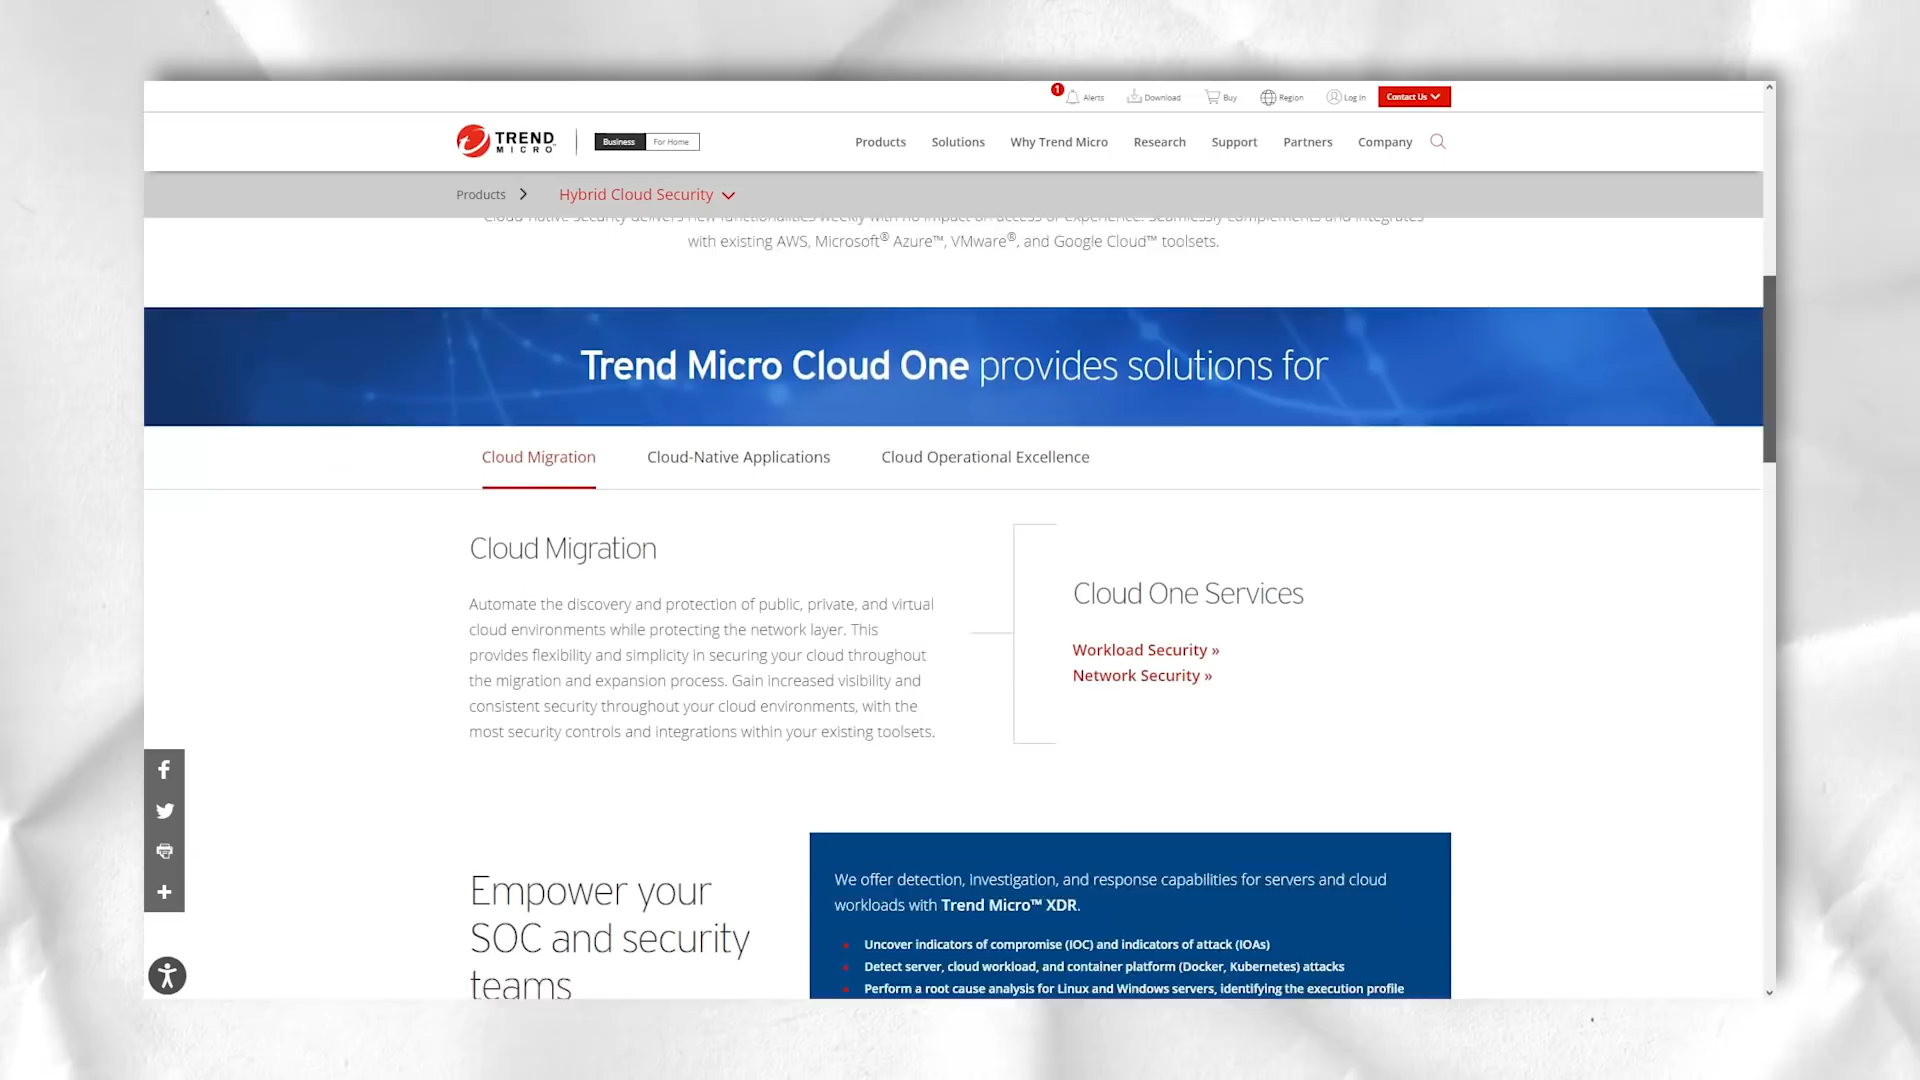 1 Alerts Download Buy Region Log In Contact Us
TREND MICRO™
Business For Home
Products Solutions Why Trend Micro Research Support Partners Company
Products Hybrid Cloud Security
Cloud-native security delivers new functionalities weekly with no impact on access or experience. Seamlessly complements and integrates
with existing AWS, Microsoft® Azure™, VMware®, and Google Cloud™ toolsets.
Trend Micro Cloud One provides solutions for
Cloud Migration Cloud-Native Applications Cloud Operational Excellence
Cloud Migration
Automate the discovery and protection of public, private, and virtual
cloud environments while protecting the network layer. This
provides flexibility and simplicity in securing your cloud throughout
the migration and expansion process. Gain increased visibility and
consistent security throughout your cloud environments, with the
most security controls and integrations within your existing toolsets.
Cloud One Services
Workload Security »
Network Security »
Empower your
SOC and security
teams
We offer detection, investigation, and response capabilities for servers and cloud
workloads with Trend Micro™ XDR.
Uncover indicators of compromise (IOC) and indicators of attack (IOAs)
Detect server, cloud workload, and container platform (Docker, Kubernetes) attacks
Perform a root cause analysis for Linux and Windows servers, identifying the execution profile